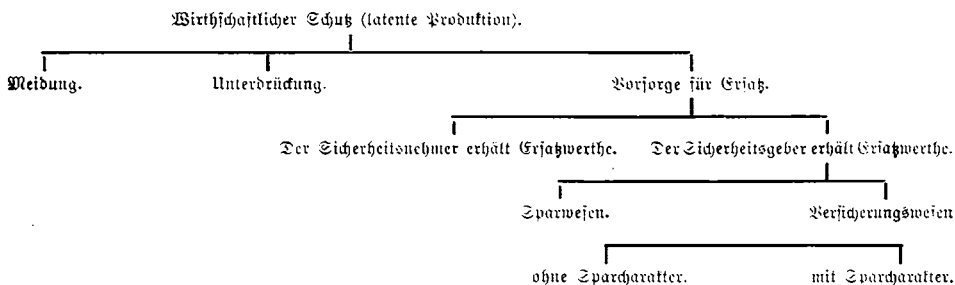 Wirthschaftlicher Schutz (latente Produktion).
Meidung. Unterdrückung. Vorsorge für Ersatz.
Der Sicherheitsnehmer erhält Ersatzwerthe. Der Sicherheitsgeber erhält Ersatzwerthe.
Sparwesen. Versicherungswesen
ohne Sparcharakter. mit Sparcharakter.